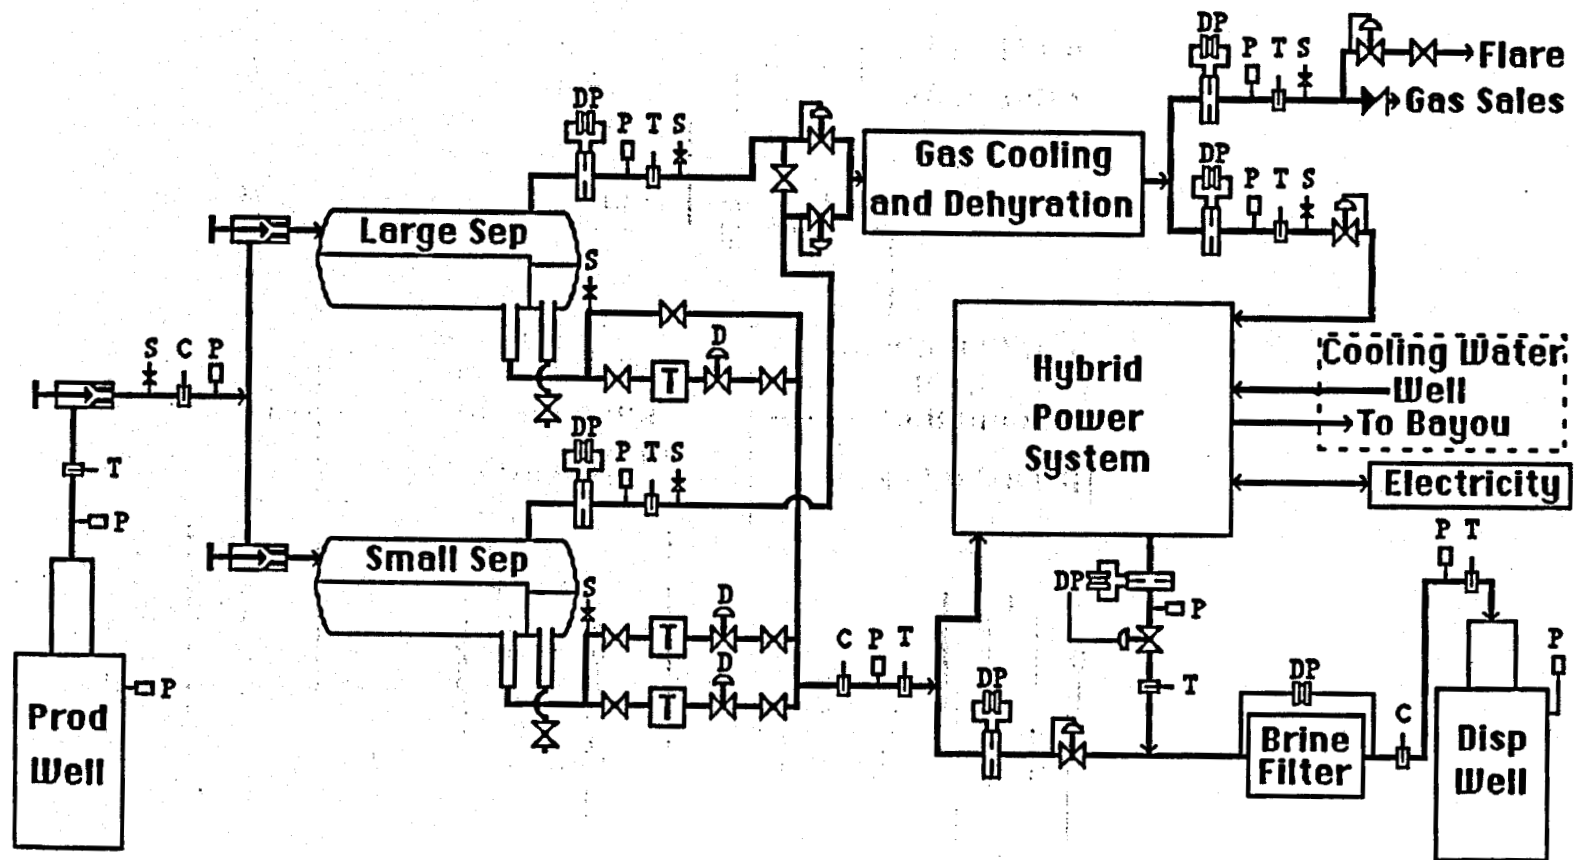 DP
P T S
Flare
Gas Sales
DP
P T S
Gas Cooling
and Dehyration
DP
P T S
Large Sep
S
D
T
S C P
T
P
Hybrid
Power
System
Cooling Water
Well
To Bayou
Electricity
DP
P T S
Small Sep
S
D
T
D
T
C P T
DP
P
T
DP
DP
Brine
Filter
C
P T
P
Disp
Well
P
Prod
Well